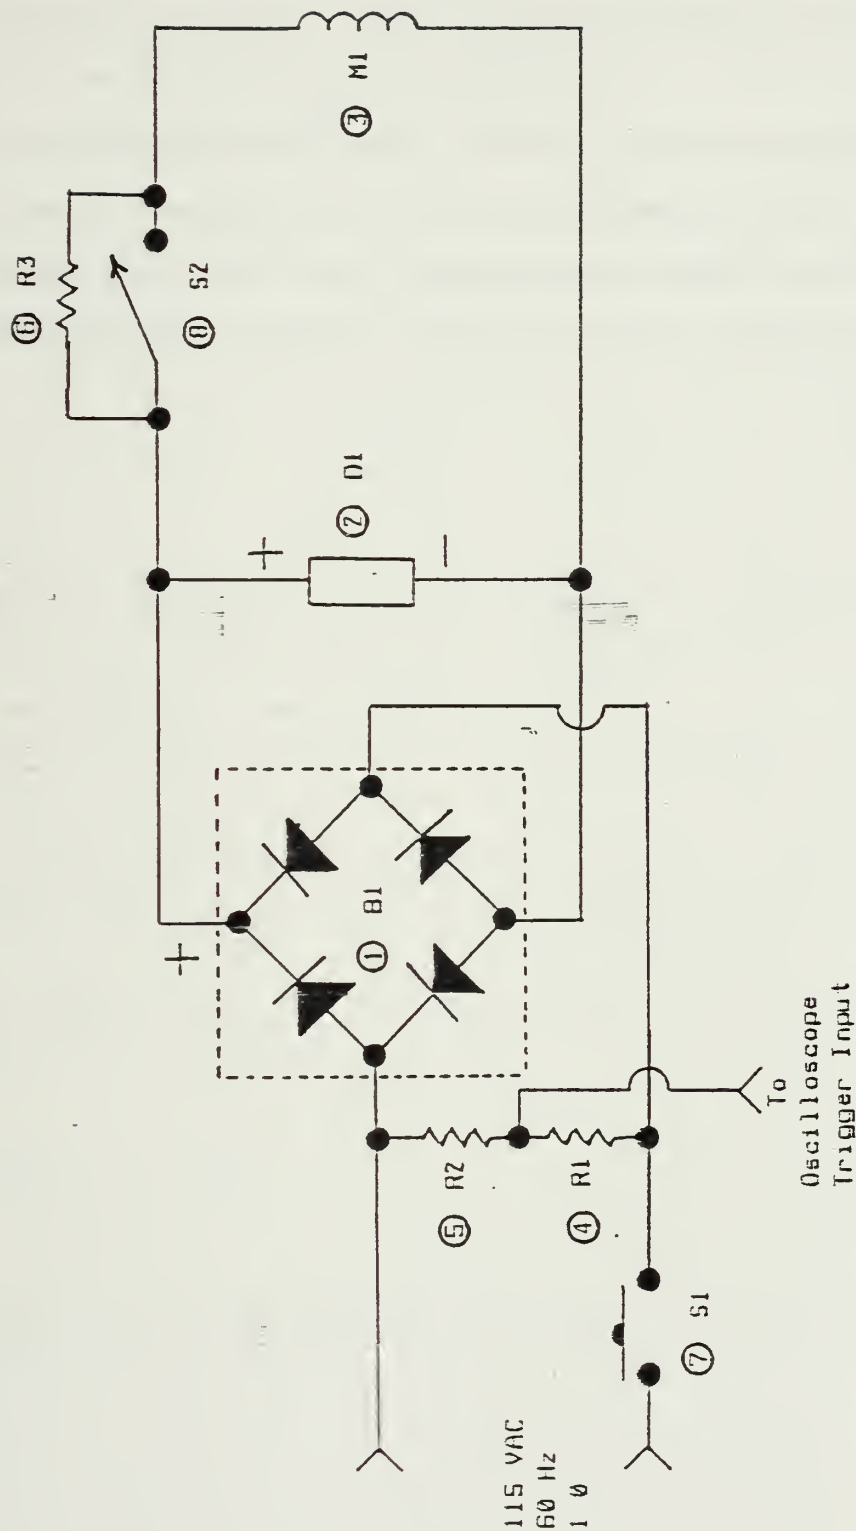 115 VAC
60 Hz
1 Ø
⑦ S1
④ R1
⑤ R2
To
Oscilloscope
Trigger Input
① B1
+
② D1
+
−
⑥ R3
⑧ S2
③ M1